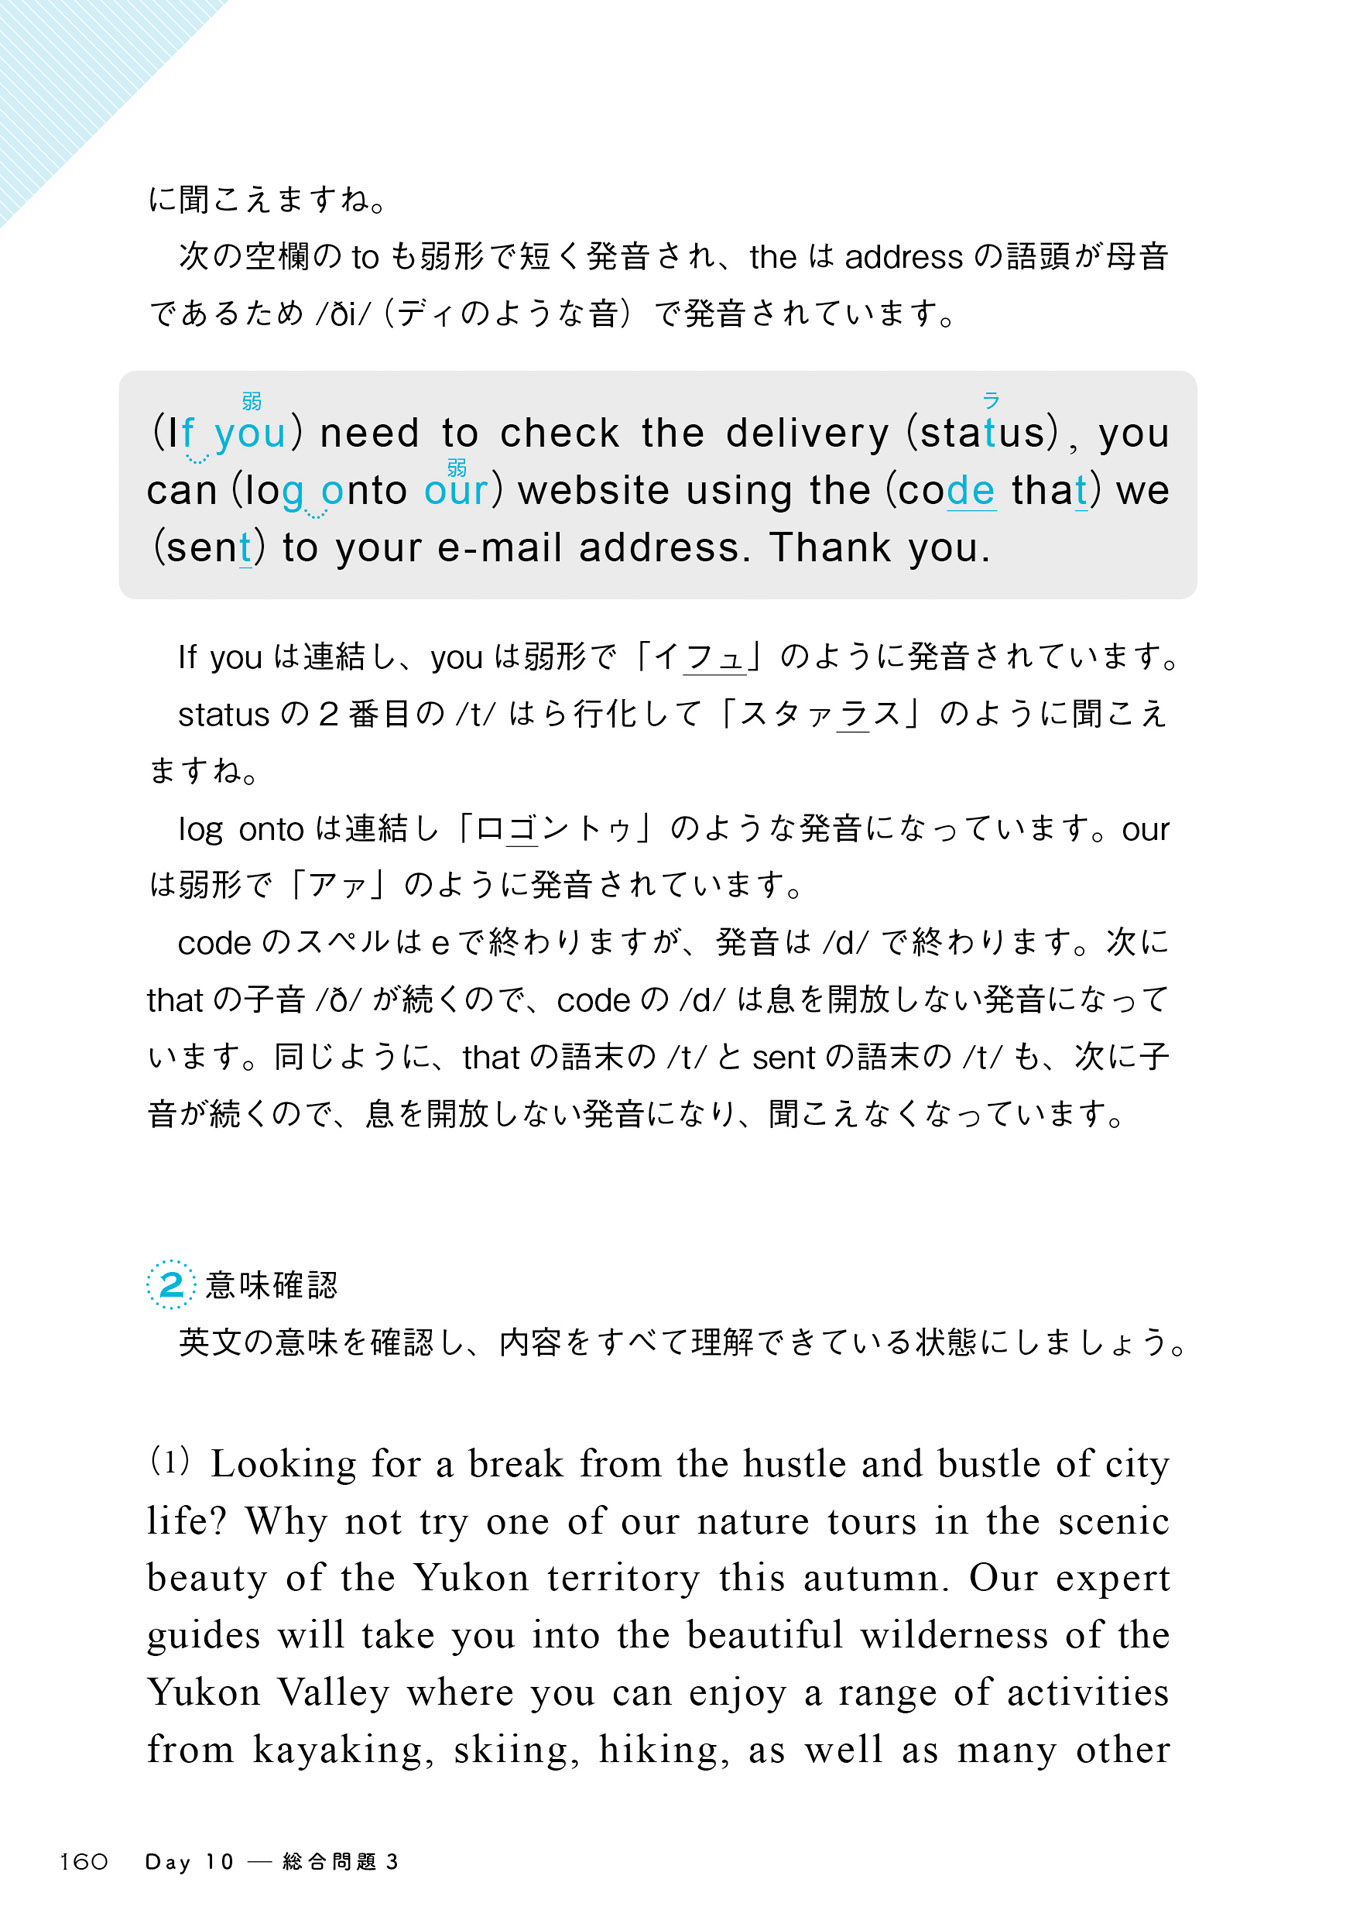 に聞こえますね。
次の空欄の to も弱形で短く発音され、the は address の語頭が母音
であるため /ði/（ディのような音）で発音されています。
弱 ラ
（If you）need to check the delivery（status）, you
弱
can（log onto our）website using the（code that）we
（sent）to your e-mail address. Thank you.
If you は連結し、you は弱形で「イフュ」のように発音されています。
status の 2 番目の /t/ はら行化して「スタァラス」のように聞こえ
ますね。
log onto は連結し「ロゴントゥ」のような発音になっています。our
は弱形で「アァ」のように発音されています。
code のスペルは e で終わりますが、発音は /d/ で終わります。次に
that の子音 /ð/ が続くので、code の /d/ は息を開放しない発音になって
います。同じように、that の語末の /t/ と sent の語末の /t/ も、次に子
音が続くので、息を開放しない発音になり、聞こえなくなっています。
2 意味確認
英文の意味を確認し、内容をすべて理解できている状態にしましょう。
（1）Looking for a break from the hustle and bustle of city
life? Why not try one of our nature tours in the scenic
beauty of the Yukon territory this autumn. Our expert
guides will take you into the beautiful wilderness of the
Yukon Valley where you can enjoy a range of activities
from kayaking, skiing, hiking, as well as many other
160 Day 10 — 総合問題 3